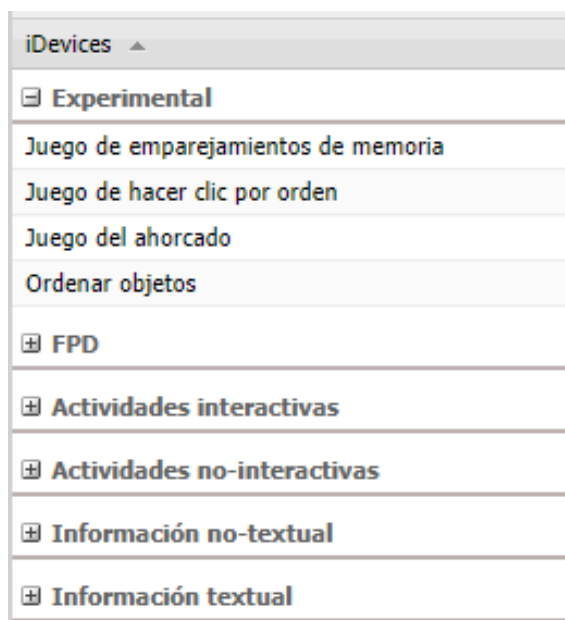 iDevices
Experimental
Juego de emparejamientos de memoria
Juego de hacer clic por orden
Juego del ahorcado
Ordenar objetos
FPD
Actividades interactivas
Actividades no-interactivas
Información no-textual
Información textual